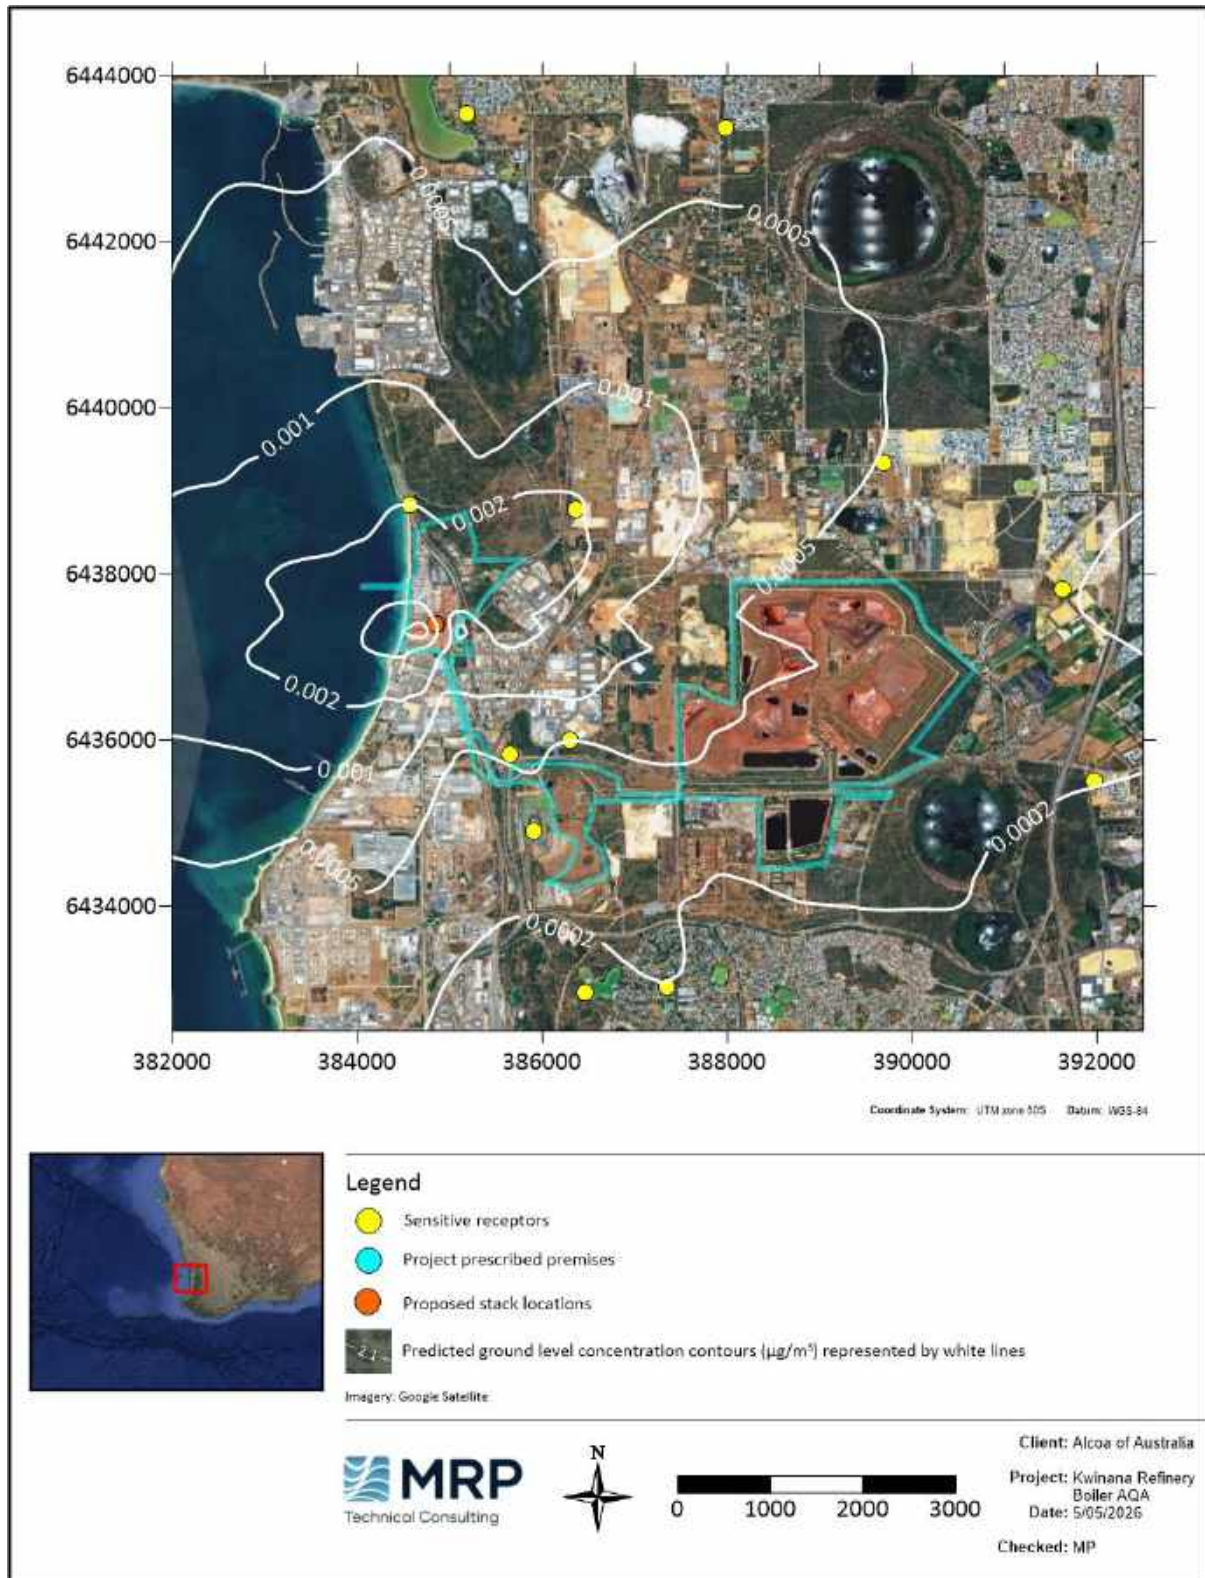 6444000
6442000
6440000
6438000
6436000
6434000
0.0005
0.0005
0.001
0.001
0.002
0.0005
0.002
0.001
0.0005
0.0002
0.0002
382000 384000 386000 388000 390000 392000
Coordinate System: UTM zone 50S Datum: WGS-84
Legend
Sensitive receptors
Project prescribed premises
Proposed stack locations
2.1
Predicted ground level concentration contours (µg/m³) represented by white lines
Imagery: Google Satellite
MRP
Technical Consulting
N
0 1000 2000 3000
Client: Alcoa of Australia
Project: Kwinana Refinery
Boiler AQA
Date: 5/05/2026
Checked: MP